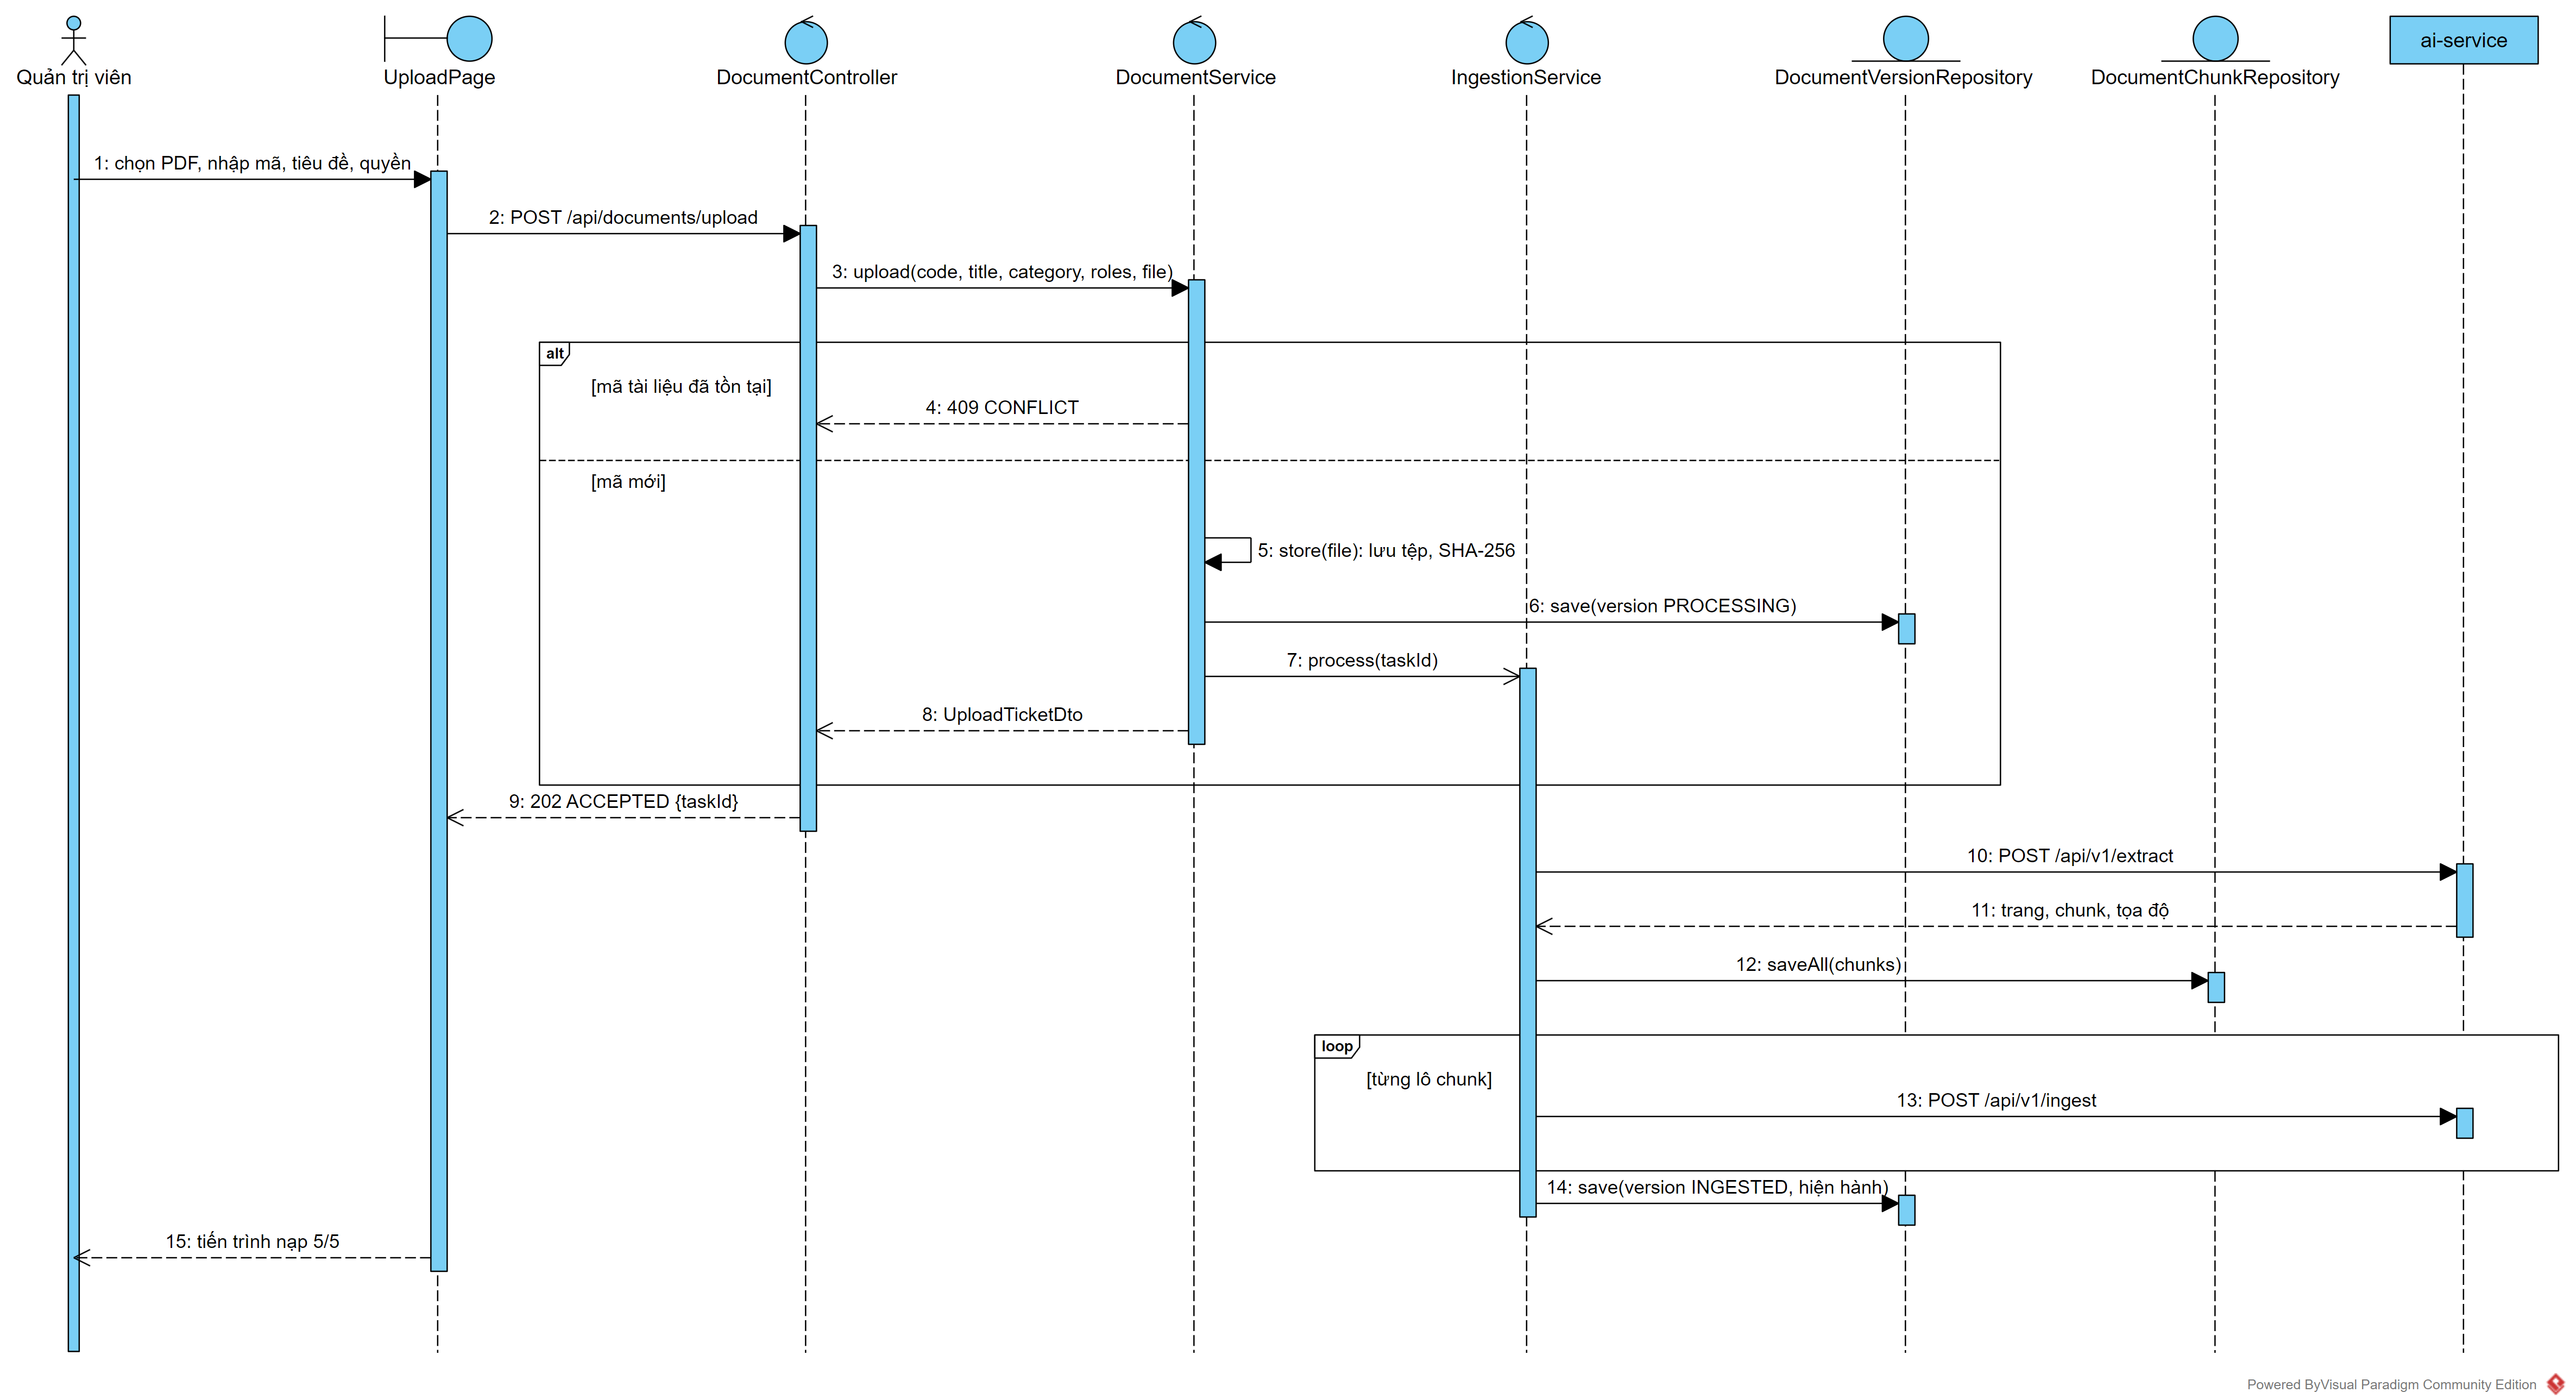 Quản trị viên
UploadPage
DocumentController
DocumentService
IngestionService
DocumentVersionRepository
DocumentChunkRepository
ai-service
1: chọn PDF, nhập mã, tiêu đề, quyền
2: POST /api/documents/upload
3: upload(code, title, category, roles, file)
alt
[mã tài liệu đã tồn tại]
4: 409 CONFLICT
[mã mới]
5: store(file): lưu tệp, SHA-256
6: save(version PROCESSING)
7: process(taskId)
8: UploadTicketDto
9: 202 ACCEPTED {taskId}
10: POST /api/v1/extract
11: trang, chunk, tọa độ
12: saveAll(chunks)
loop
[từng lô chunk]
13: POST /api/v1/ingest
14: save(version INGESTED, hiện hành)
15: tiến trình nạp 5/5
Powered ByVisual Paradigm Community Edition